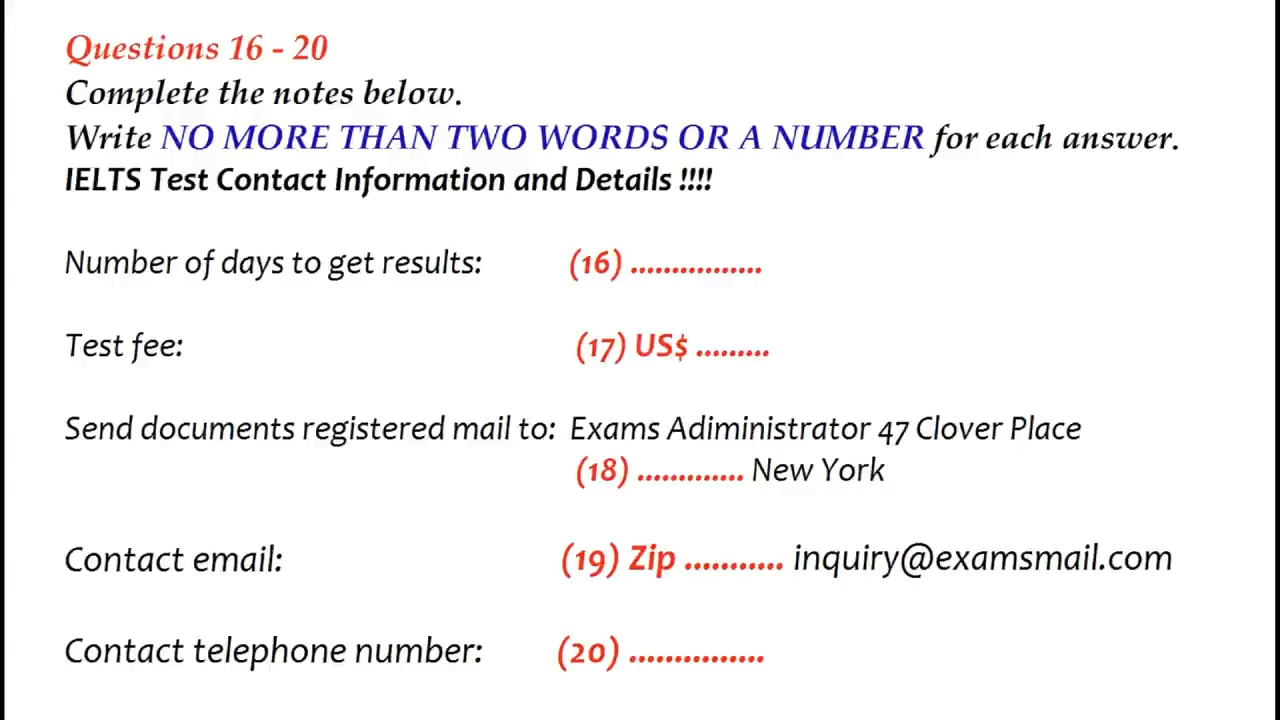 Questions 16 - 20
Complete the notes below.
Write NO MORE THAN TWO WORDS OR A NUMBER for each answer.
IELTS Test Contact Information and Details !!!!
Number of days to get results: (16) ................
Test fee: (17) US$ .........
Send documents registered mail to: Exams Adiministrator 47 Clover Place
(18) ............. New York
Contact email: (19) Zip ............ inquiry@examsmail.com
Contact telephone number: (20) ................